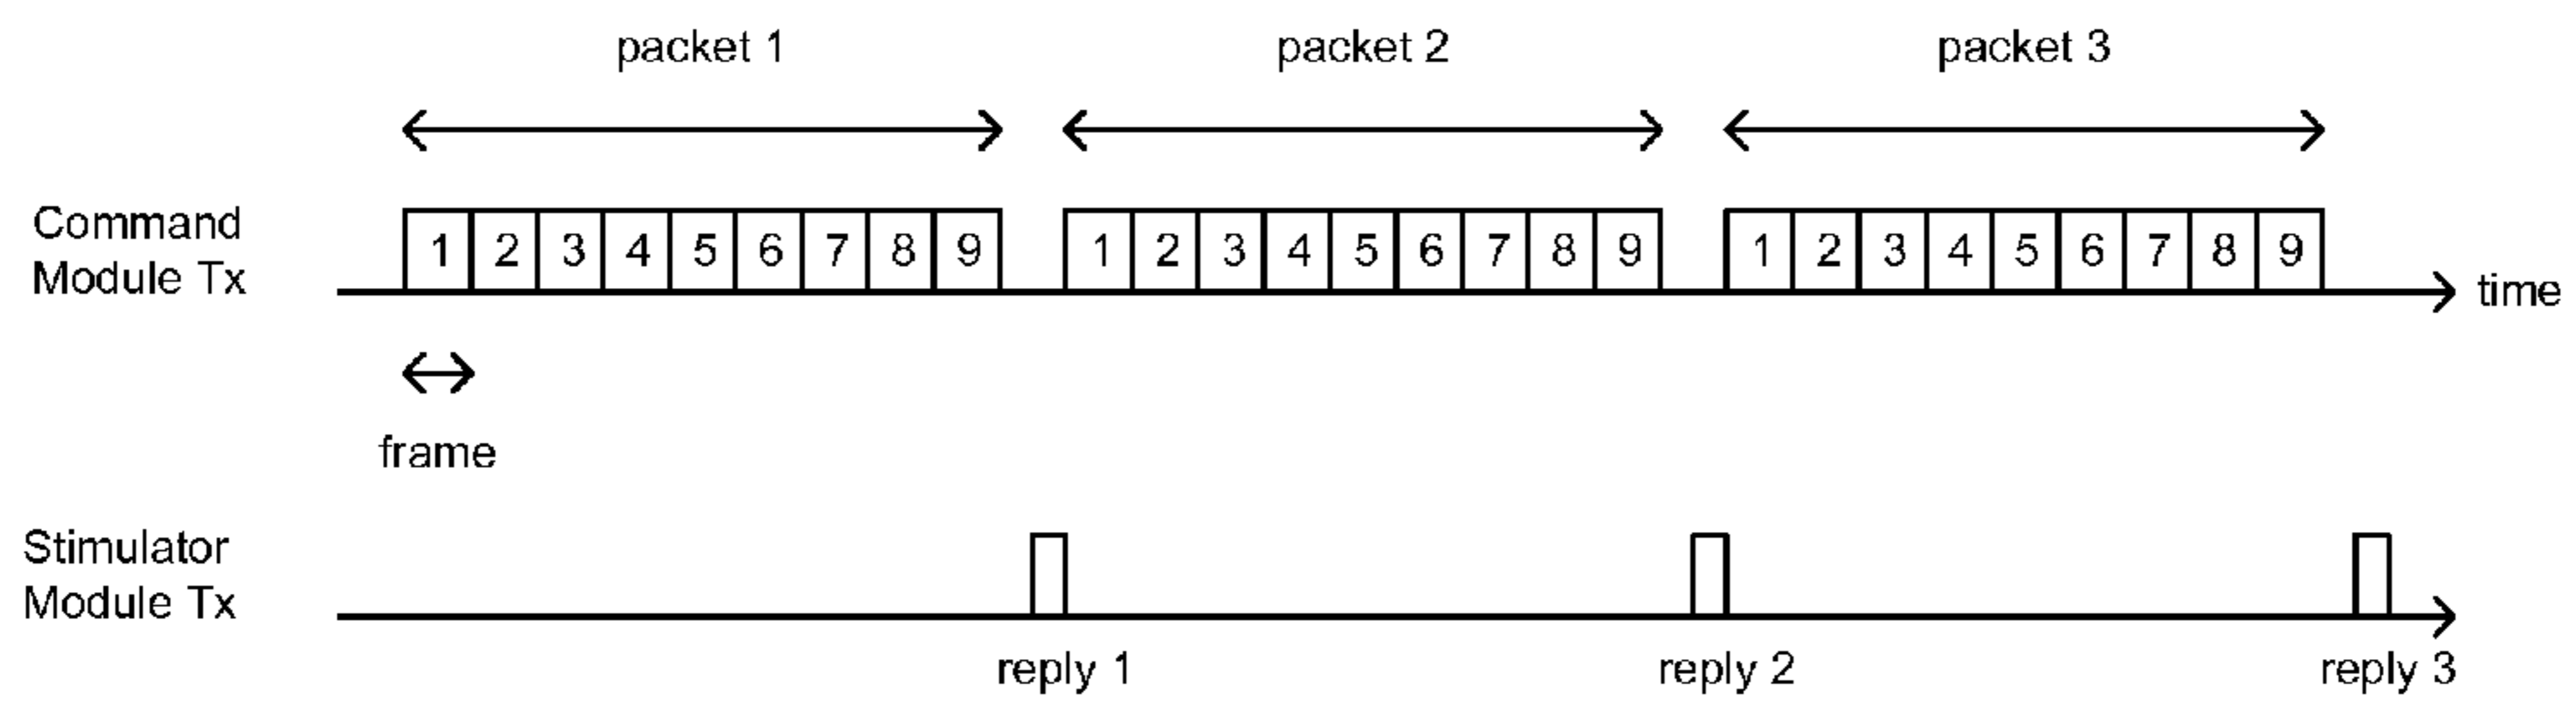 packet 1 packet 2 packet 3
Command
Module Tx
1 2 3 4 5 6 7 8 9 1 2 3 4 5 6 7 8 9 1 2 3 4 5 6 7 8 9
time
frame
Stimulator
Module Tx
reply 1 reply 2 reply 3